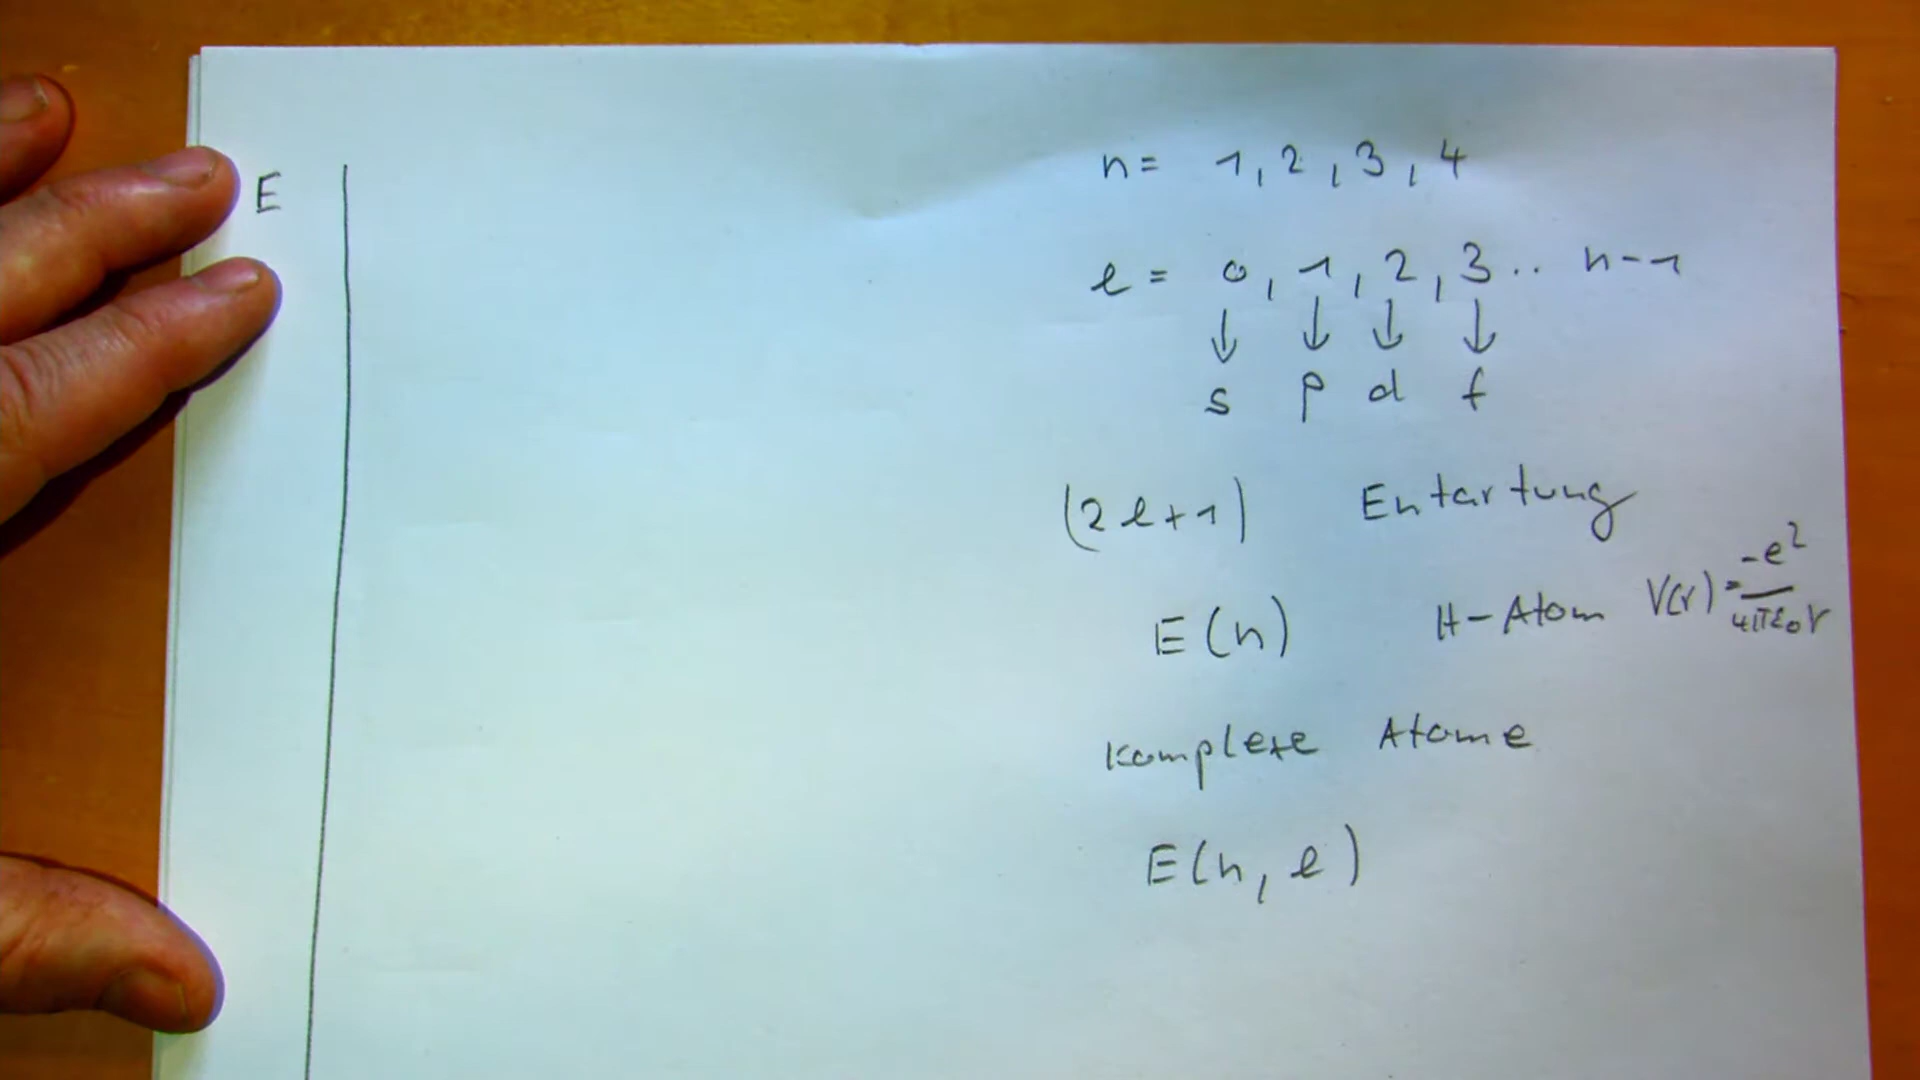 E
n = 1, 2, 3, 4
l = 0, 1, 2, 3 .. n-1
↓ ↓ ↓ ↓
s p d f
(2l+1) Entartung
E(n) H-Atom V(r) = -e²/4πε₀r
Komplexe Atome
E(n, l)